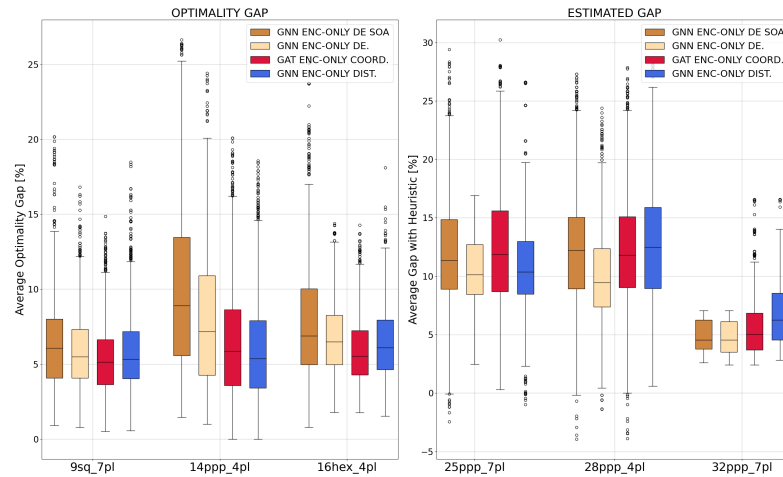 OPTIMALITY GAP
GNN ENC-ONLY DE SOA
GNN ENC-ONLY DE.
GAT ENC-ONLY COORD.
GNN ENC-ONLY DIST.
Average Optimality Gap [%]
25
20
15
10
5
0
9sq_7pl
14ppp_4pl
16hex_4pl
ESTIMATED GAP
GNN ENC-ONLY DE SOA
GNN ENC-ONLY DE.
GAT ENC-ONLY COORD.
GNN ENC-ONLY DIST.
Average Gap with Heuristic [%]
30
25
20
15
10
5
0
−5
25ppp_7pl
28ppp_4pl
32ppp_7pl